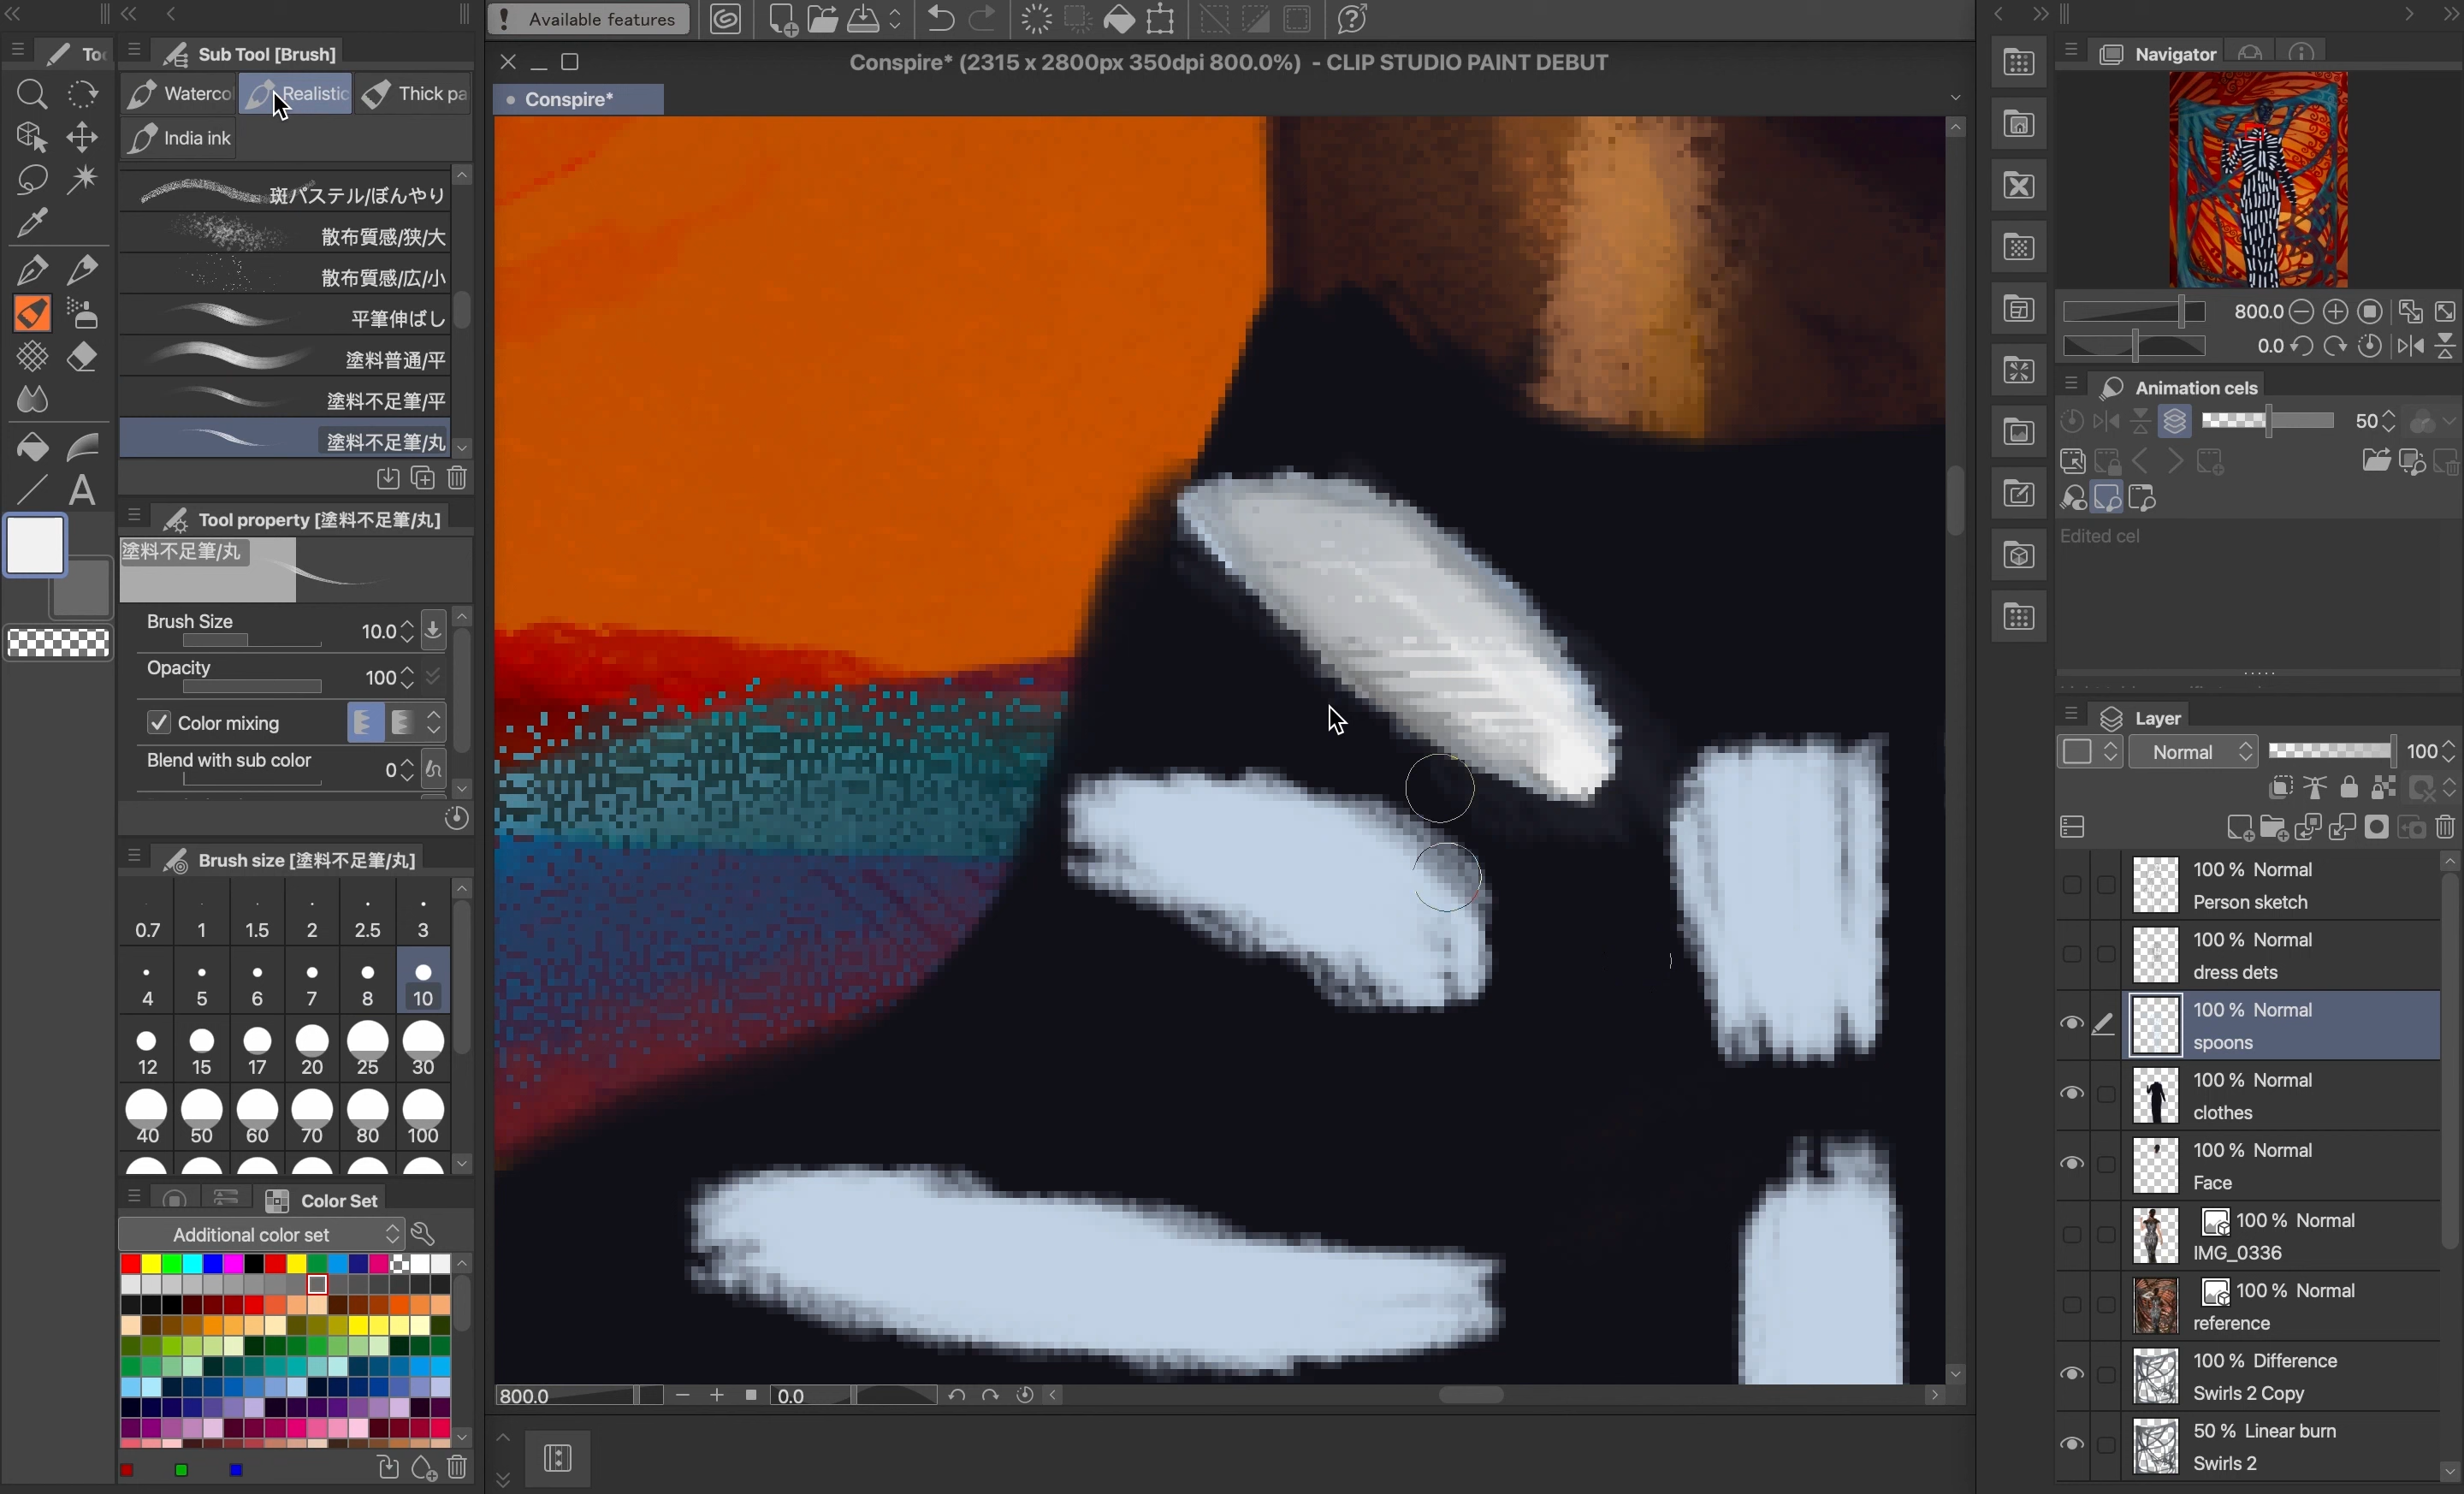 Available features
Too
Sub Tool [Brush]
Conspire* (2315 x 2800px 350dpi 800.0%) - CLIP STUDIO PAINT DEBUT
Navigator
Waterco
Realistic
Thick pa
India ink
Conspire*
斑パステル/ぼんやり
散布質感/狭/大
散布質感/広/小
平筆伸ばし
塗料普通/平
塗料不足筆/平
塗料不足筆/丸
800.0
0.0
Animation cels
50
Edited cel
Tool property [塗料不足筆/丸]
塗料不足筆/丸
Brush Size 10.0
Opacity 100
Color mixing
Blend with sub color 0
Brush size [塗料不足筆/丸]
0.7 1 1.5 2 2.5 3
4 5 6 7 8 10
12 15 17 20 25 30
40 50 60 70 80 100
Color Set
Additional color set
Layer
Normal 100
100 % Normal
Person sketch
100 % Normal
dress dets
100 % Normal
spoons
100 % Normal
clothes
100 % Normal
Face
100 % Normal
IMG_0336
100 % Normal
reference
100 % Difference
Swirls 2 Copy
50 % Linear burn
Swirls 2
800.0 0.0